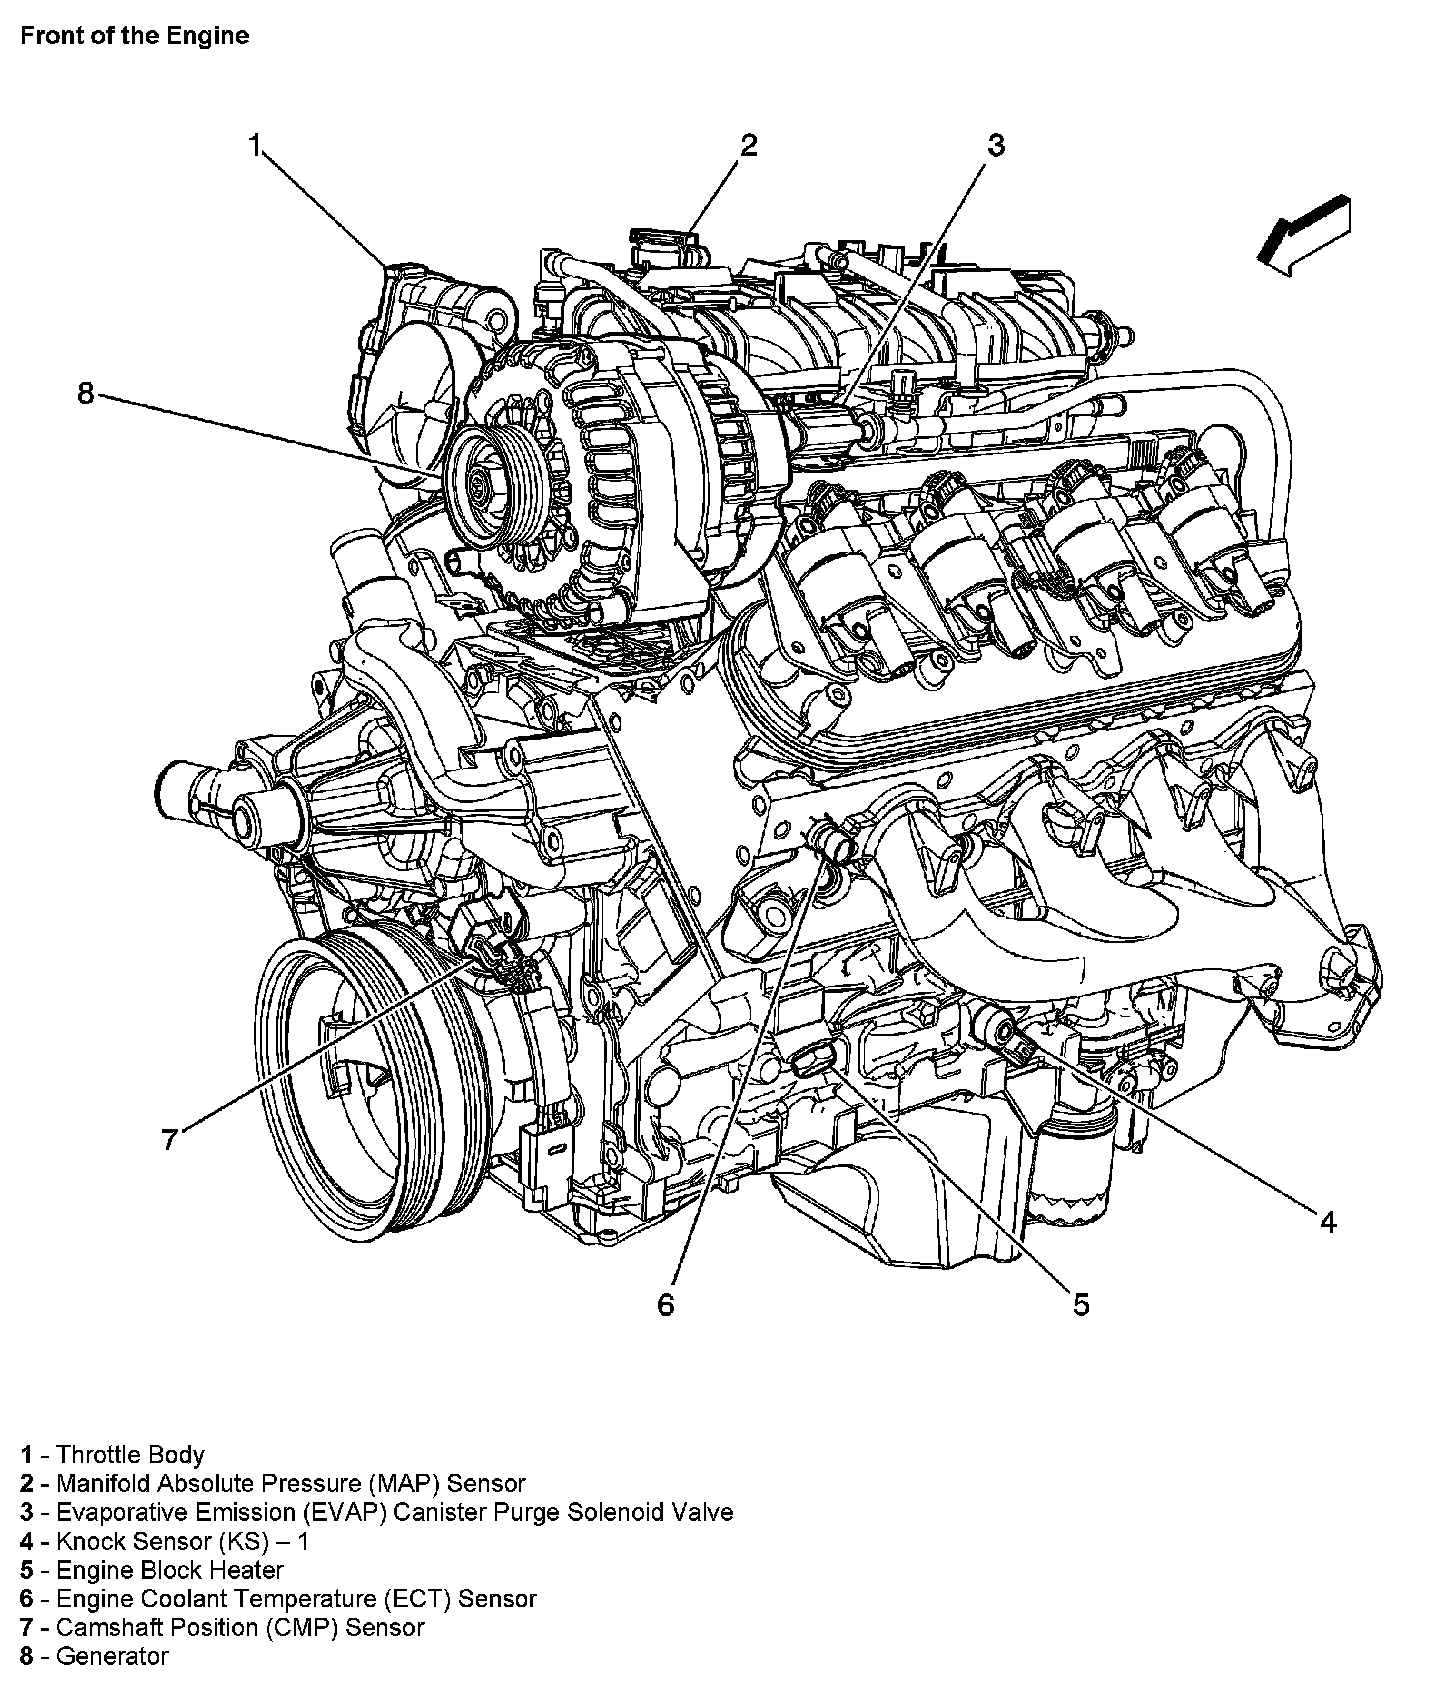 Front of the Engine
1
2
3
8
7
4
6
5
1 - Throttle Body
2 - Manifold Absolute Pressure (MAP) Sensor
3 - Evaporative Emission (EVAP) Canister Purge Solenoid Valve
4 - Knock Sensor (KS) – 1
5 - Engine Block Heater
6 - Engine Coolant Temperature (ECT) Sensor
7 - Camshaft Position (CMP) Sensor
8 - Generator